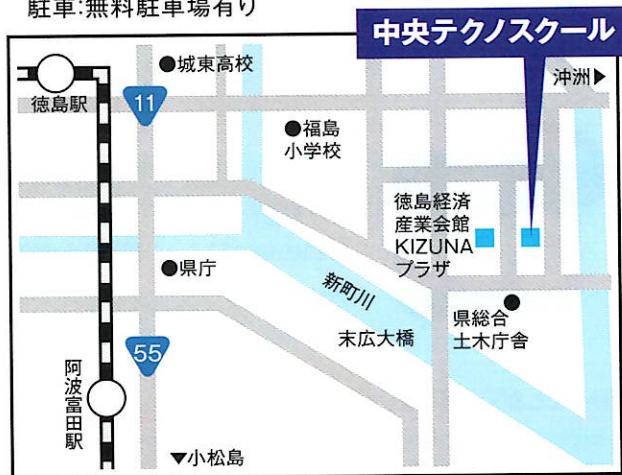 駐車:無料駐車場有り
中央テクノスクール
城東高校
沖洲▶
徳島駅
11
福島
小学校
徳島経済
産業会館
KIZUNA
プラザ
県庁
新町川
県総合
土木庁舎
末広大橋
55
阿波富田駅
▼小松島